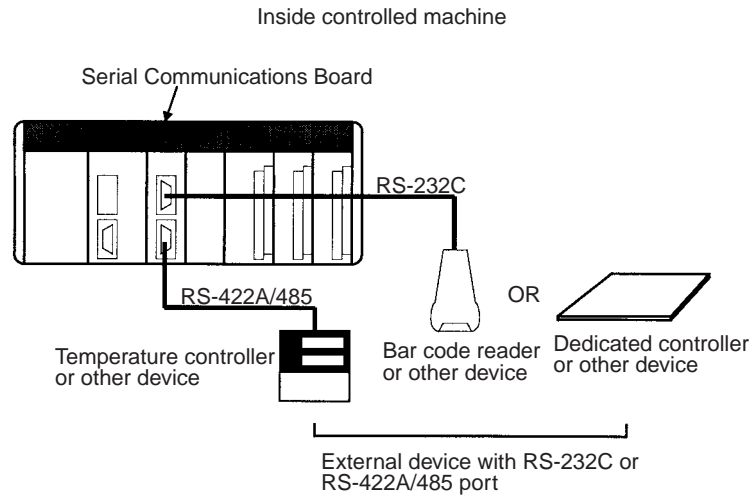 Inside controlled machine
Serial Communications Board
RS-232C
RS-422A/485
OR
Temperature controller
or other device
Bar code reader
or other device
Dedicated controller
or other device
External device with RS-232C or
RS-422A/485 port